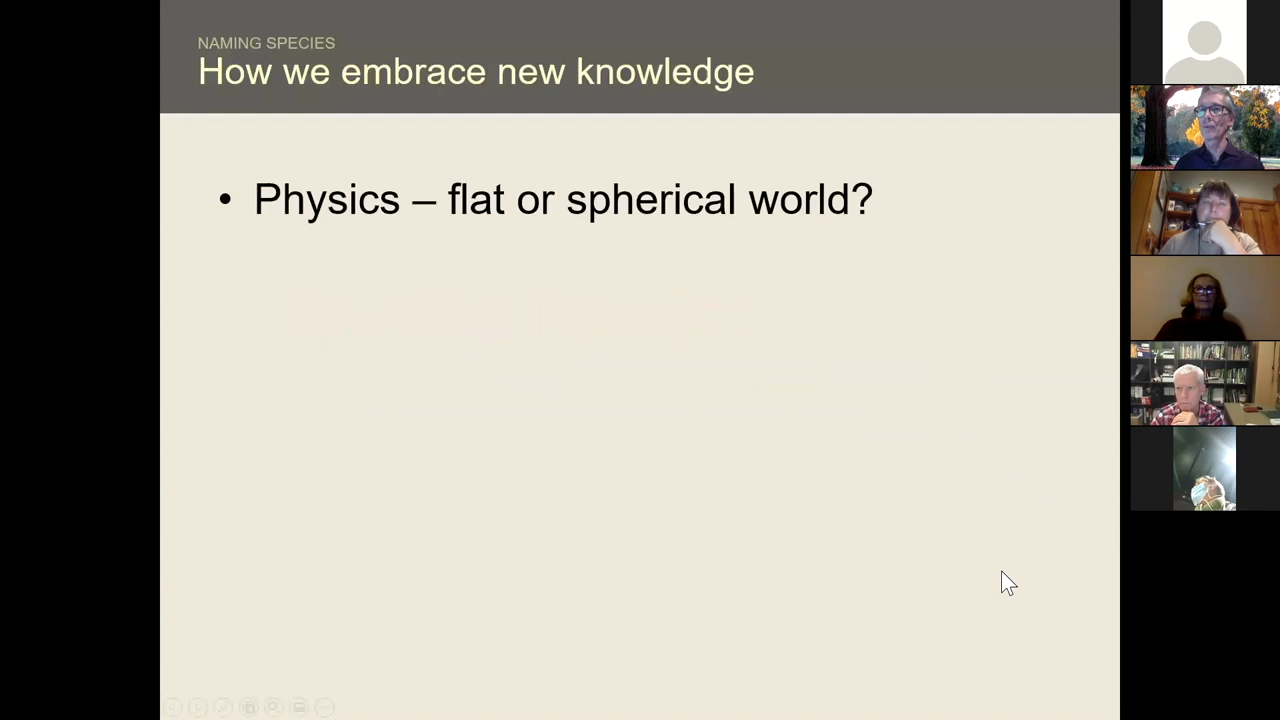 NAMING SPECIES
How we embrace new knowledge
• Physics – flat or spherical world?